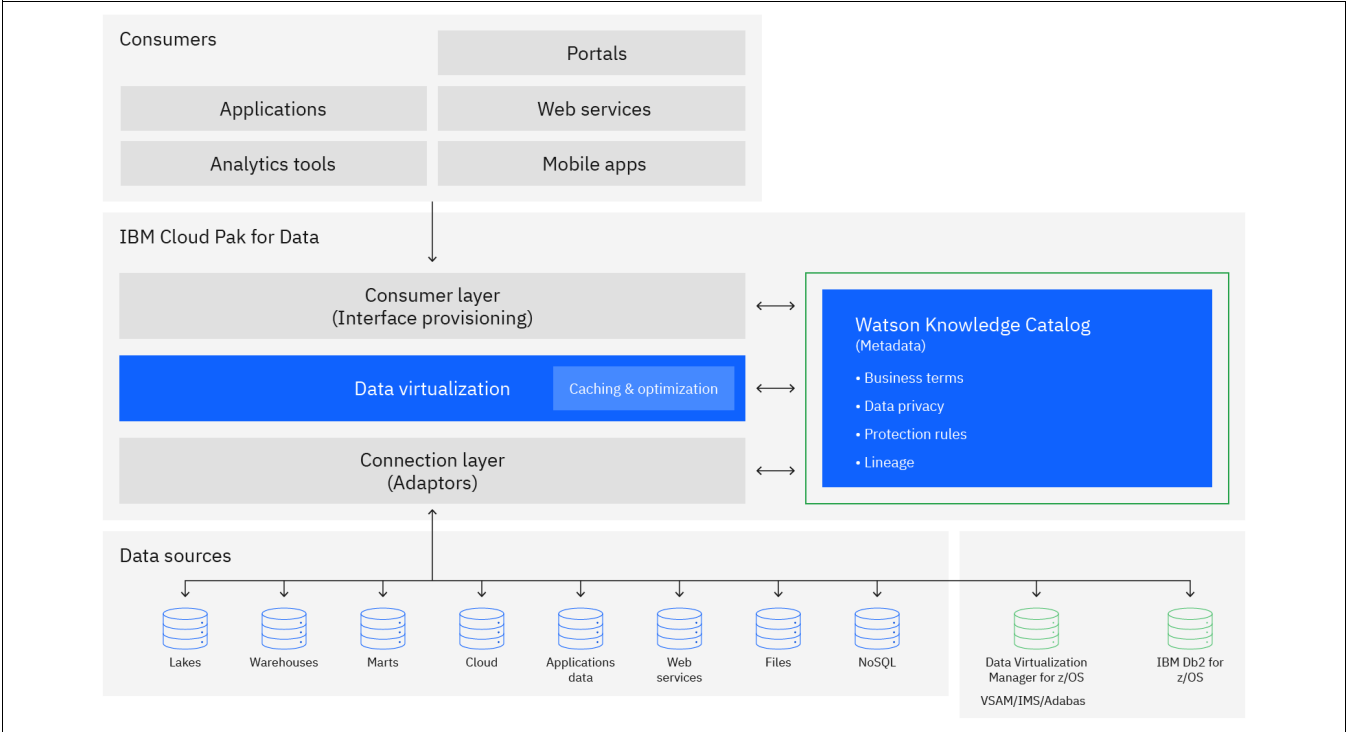 Consumers
Portals
Applications
Web services
Analytics tools
Mobile apps
IBM Cloud Pak for Data
Consumer layer
(Interface provisioning)
Data virtualization
Caching & optimization
Connection layer
(Adaptors)
Watson Knowledge Catalog
(Metadata)
• Business terms
• Data privacy
• Protection rules
• Lineage
Data sources
Lakes
Warehouses
Marts
Cloud
Applications
data
Web
services
Files
NoSQL
Data Virtualization
Manager for z/OS
VSAM/IMS/Adabas
IBM Db2 for
z/OS